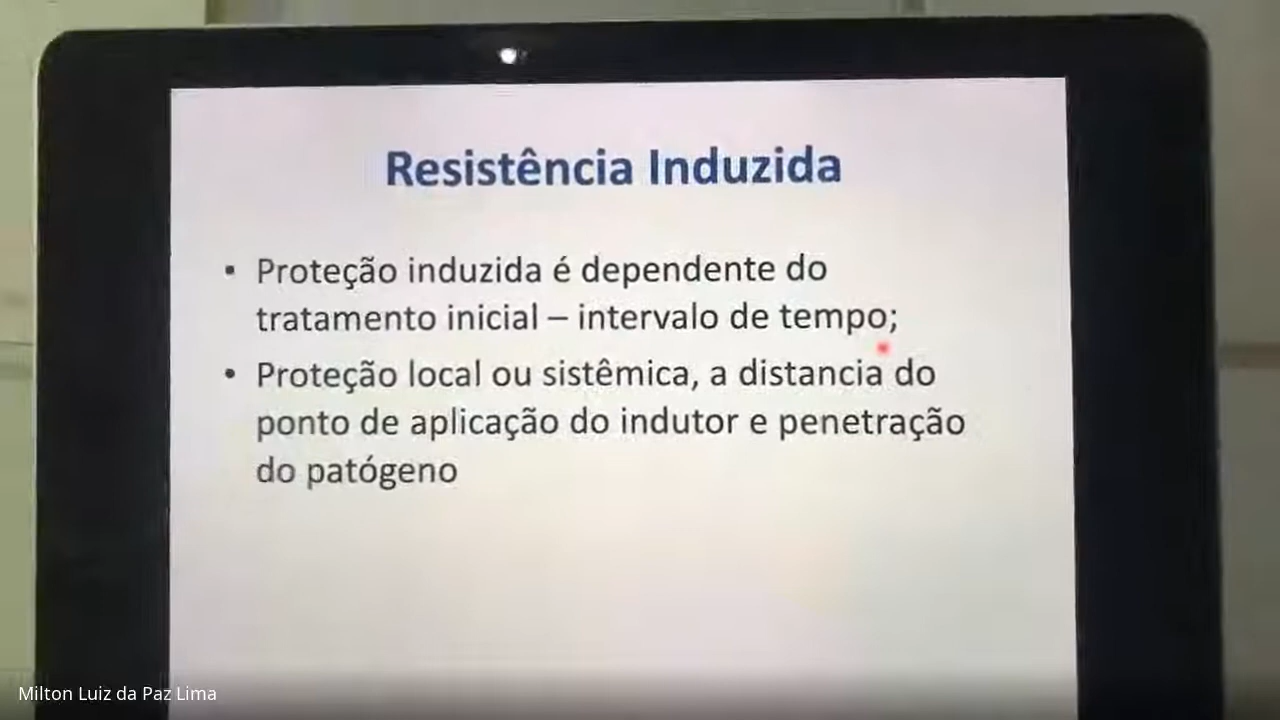 Resistência Induzida
▪ Proteção induzida é dependente do
tratamento inicial – intervalo de tempo;
• Proteção local ou sistêmica, a distancia do
ponto de aplicação do indutor e penetração
do patógeno
Milton Luiz da Paz Lima